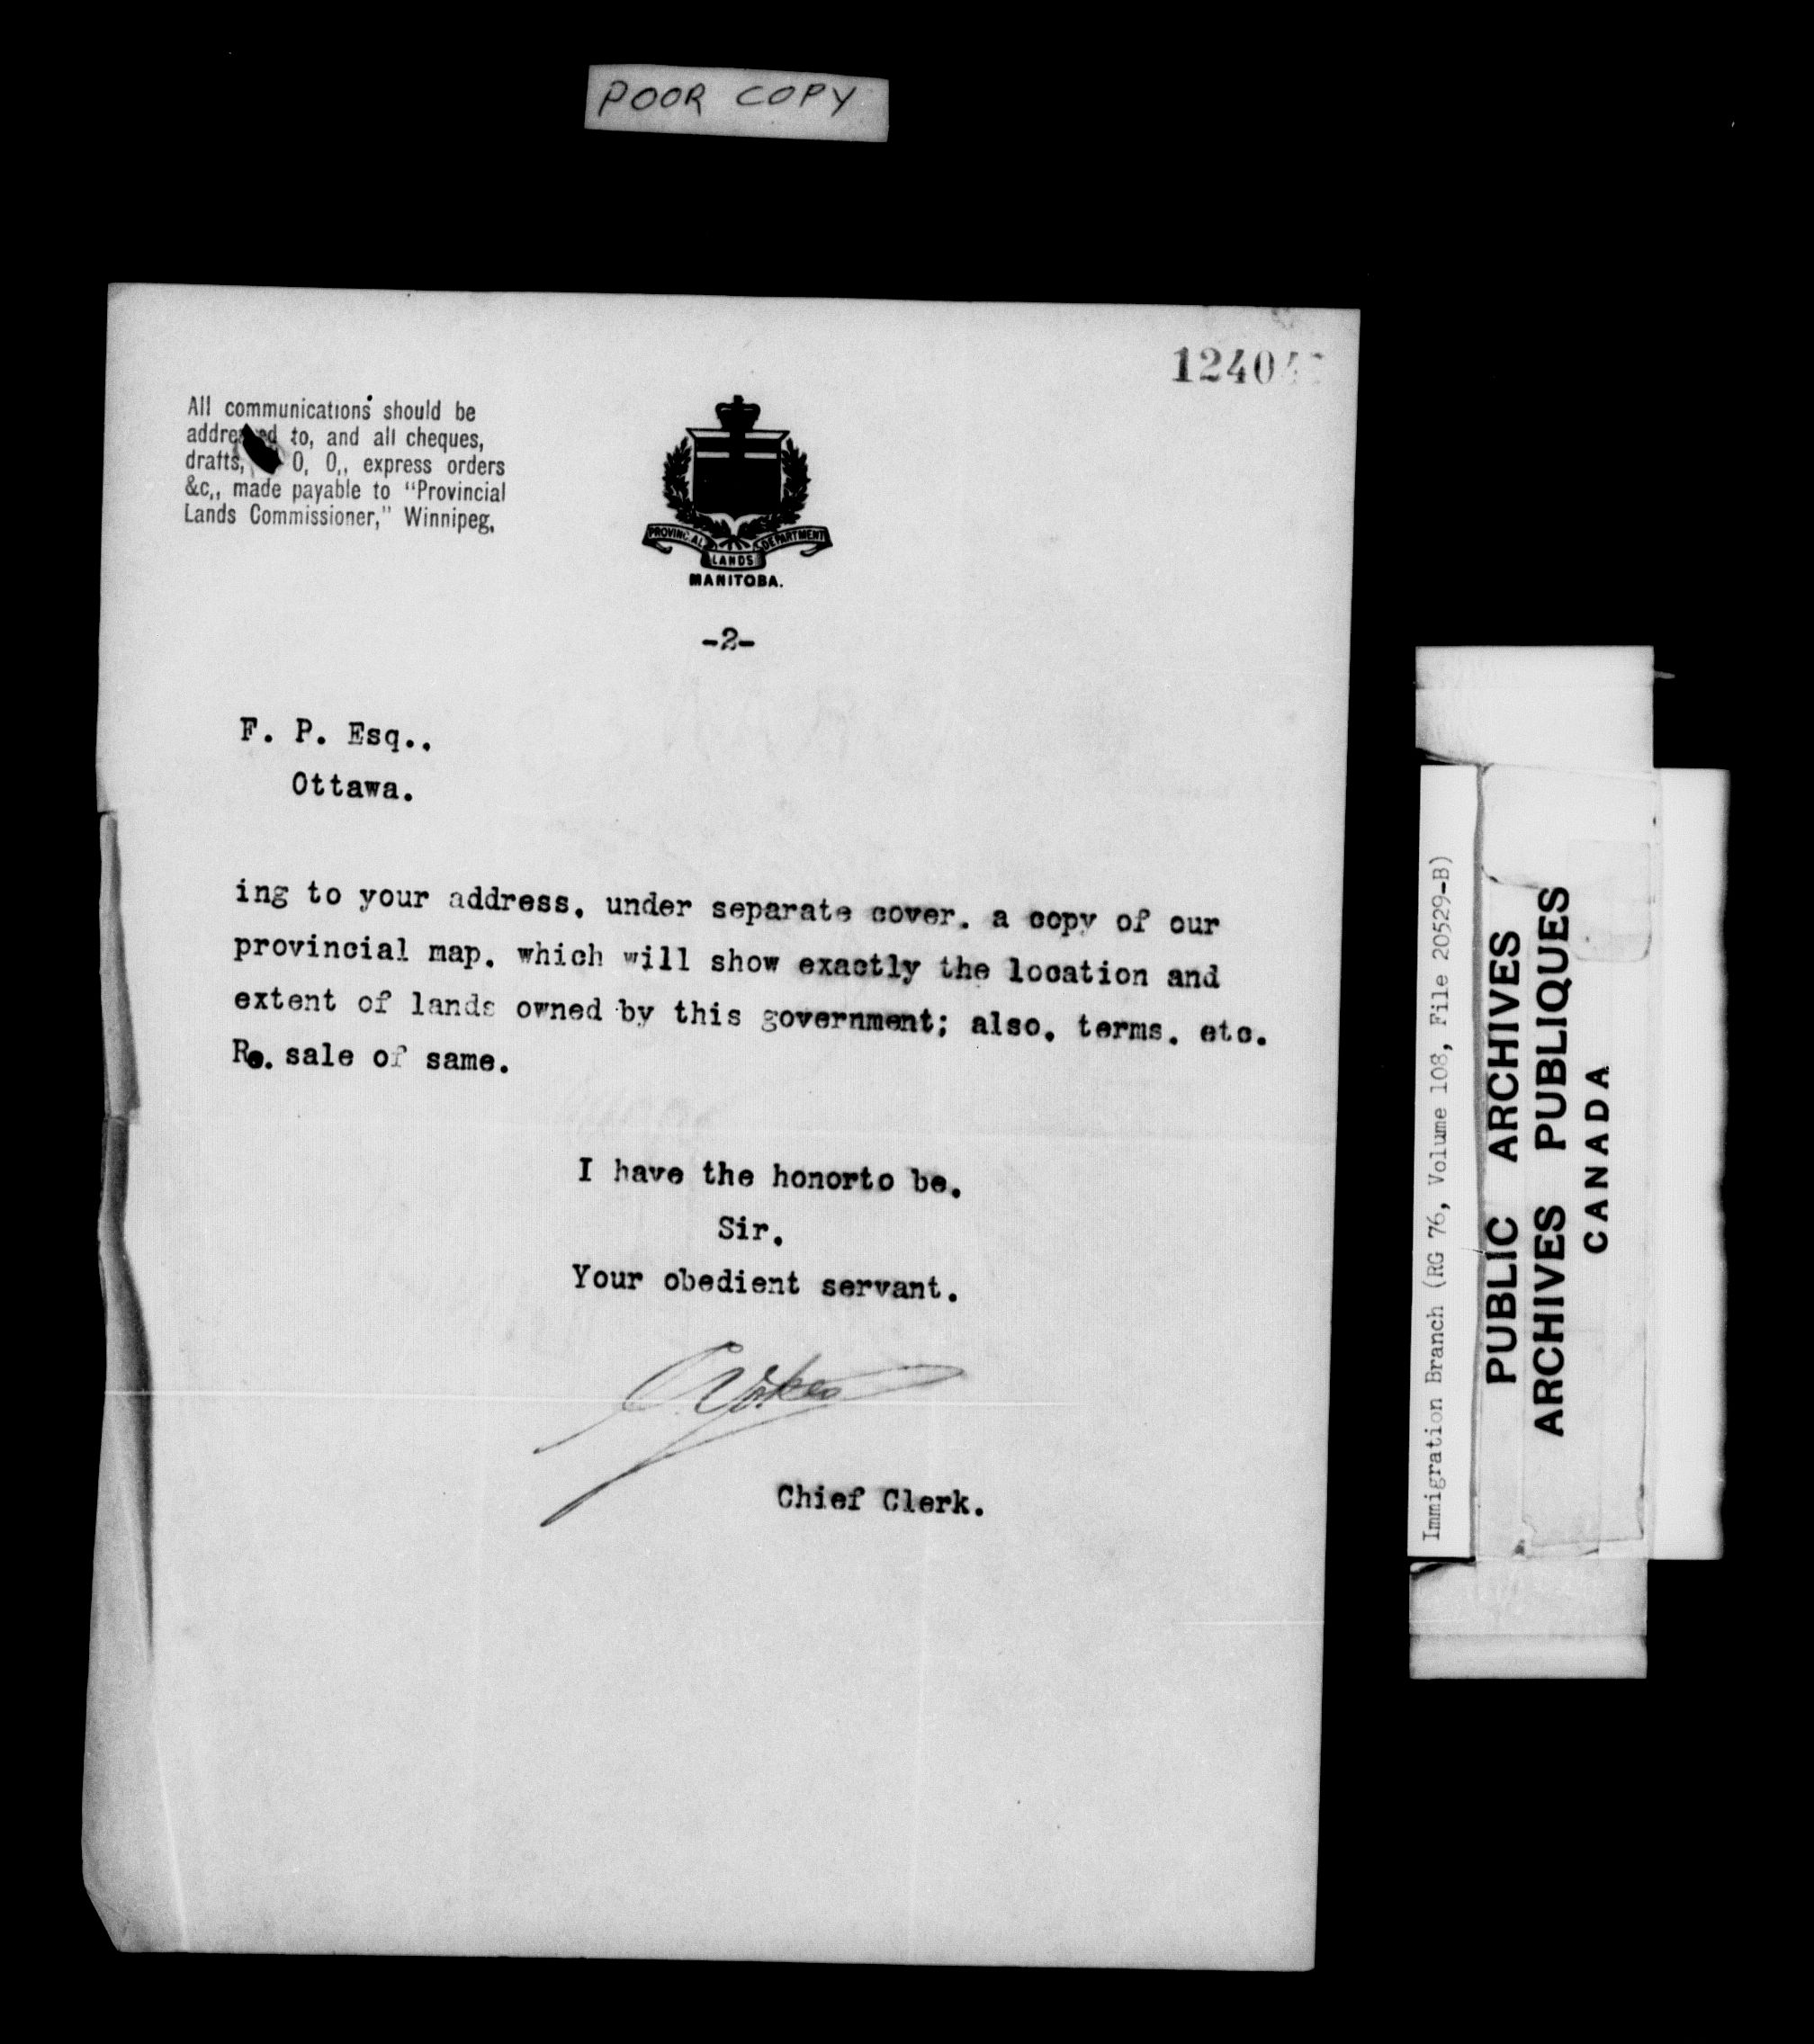 POOR COPY
12404
All communications should be
addressed to, and all cheques,
drafts, O, O,, express orders
&c,, made payable to "Provincial
Lands Commissioner," Winnipeg.
PROVINCIAL LANDS DEPARTMENT
MANITOBA.
-2-
F. P. Esq..
Ottawa.
ing to your address. under separate cover. a copy of our
provincial map. which will show exactly the location and
extent of lands owned by this government; also. terms. etc.
Re. sale of same.
I have the honorto be.
Sir.
Your obedient servant.
Chief Clerk.
Immigration Branch (RG 76, Volume 108, File 20529-B)
PUBLIC ARCHIVES
ARCHIVES PUBLIQUES
CANADA